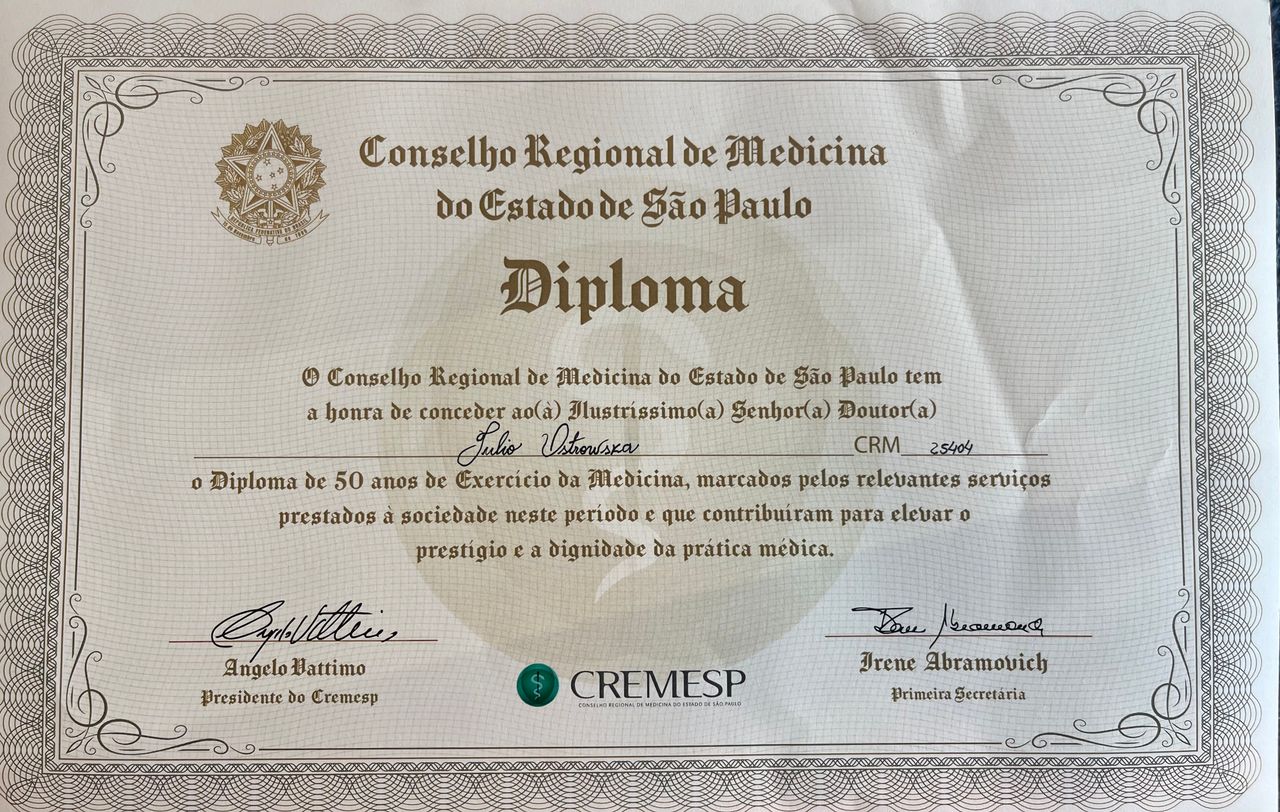 Conselho Regional de Medicina
do Estado de São Paulo
Diploma
O Conselho Regional de Medicina do Estado de São Paulo tem
a honra de conceder ao(à) Ilustríssimo(a) Senhor(a) Doutor(a)
Julio Ostrowska CRM 25404
o Diploma de 50 anos de Exercício da Medicina, marcados pelos relevantes serviços
prestados à sociedade neste período e que contribuíram para elevar o
prestígio e a dignidade da prática médica.
Angelo Vattimo
Presidente do Cremesp
CREMESP
CONSELHO REGIONAL DE MEDICINA DO ESTADO DE SÃO PAULO
Irene Abramovich
Primeira Secretária